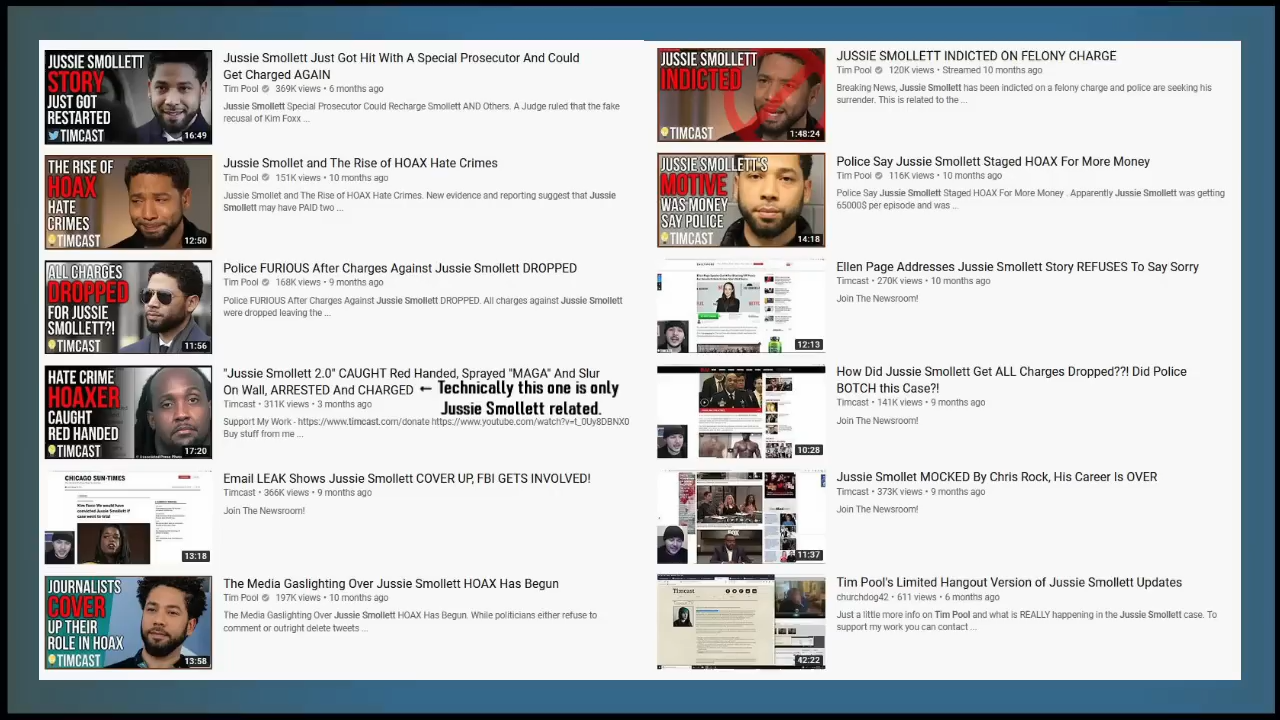 JUSSIE SMOLLETT
STORY
JUST GOT
RESTARTED
TIMCAST
16:49
Jussie Smollett Just Got Hit With A Special Prosecutor And Could
Get Charged AGAIN
Tim Pool • 369K views • 6 months ago
Jussie Smollett Special Prosecutor Could Recharge Smollett AND Others. A Judge ruled that the fake
recusal of Kim Foxx ...
THE RISE OF
HOAX
HATE
CRIMES
TIMCAST
12:50
Jussie Smollet and The Rise of HOAX Hate Crimes
Tim Pool • 151K views • 10 months ago
Jussie Smollet and The Rise of HOAX Hate Crimes. New evidence and reporting suggest that Jussie
Smollett may have PAID two ...
ALL CHARGES
DROPPED
FOR JUSSIE
SMOLLETT?!
TIMCAST
11:56
Police FURIOUS After Charges Against Jussie Smollett DROPPED
Tim Pool • views • 9 months ago
Police FURIOUS After Charges Against Jussie Smollett DROPPED. All charges against Jussie Smollett
were dropped leaving the ...
HATE CRIME
HOAXER
CAUGHT
RED HANDED
TIMCAST
17:20
"Jussie Smollett 2.0" CAUGHT Red Handed, Sprayed "MAGA" And Slur
On Wall, Knives Found And CHARGED
← Technically this one is only
Jussie Smollett related.
Timcast • 311K views • 3 months ago
Support My Work -
Buy stuff from me ...
CHICAGO SUN-TIMES
13:18
Email LEAK Shows Jussie Smollett COVER UP, FBI GETS INVOLVED!
Timcast • 366K views • 9 months ago
Join The Newsroom!
JOURNALISTS
COVER
UP THEIR
ROLE IN HOAX
TIMCAST
13:58
The Media Gaslighting Over Jussie Smollett HOAX Has Begun
Tim Pool • 197K views • 10 months ago
The Media Gaslighting Over Jussie Smollett HOAX Has Begun. While politicians either refuse to
comment or outright delete tweets ...
JUSSIE SMOLLETT
INDICTED
TIMCAST
1:48:24
JUSSIE SMOLLETT INDICTED ON FELONY CHARGE
Tim Pool • 120K views • Streamed 10 months ago
Breaking News, Jussie Smollett has been indicted on a felony charge and police are seeking his
surrender. This is related to the ...
JUSSIE SMOLLETT'S
MOTIVE
WAS MONEY
SAY POLICE
TIMCAST
14:18
Police Say Jussie Smollett Staged HOAX For More Money
Tim Pool • 116K views • 10 months ago
Police Say Jussie Smollett Staged HOAX For More Money . Apparently Jussie Smollett was getting
65000$ per episode and was ...
12:13
Ellen Page Addresses Jussie Smollett Story REFUSES To Say Sorry
Timcast • 270K views • 10 months ago
Join The Newsroom!
10:28
How Did Jussie Smollett Get ALL Charges Dropped??! Did Police
BOTCH this Case?!
Timcast • 141K views • 9 months ago
Join The Newsroom!
11:37
Jussie Smollet MOCKED By Chris Rock, His Career Is OVER
Timcast • 373K views • 9 months ago
Join The Newsroom!
Timcast
42:22
Tim Pool's Limited Hangout Version of Jussie Smollett Updates
churchdog42 • 611 views • 6 months ago
Just a little more info on Tim Pool and what is REALLY happening in the Jussie Smollett case. To
support my work you can contact ...